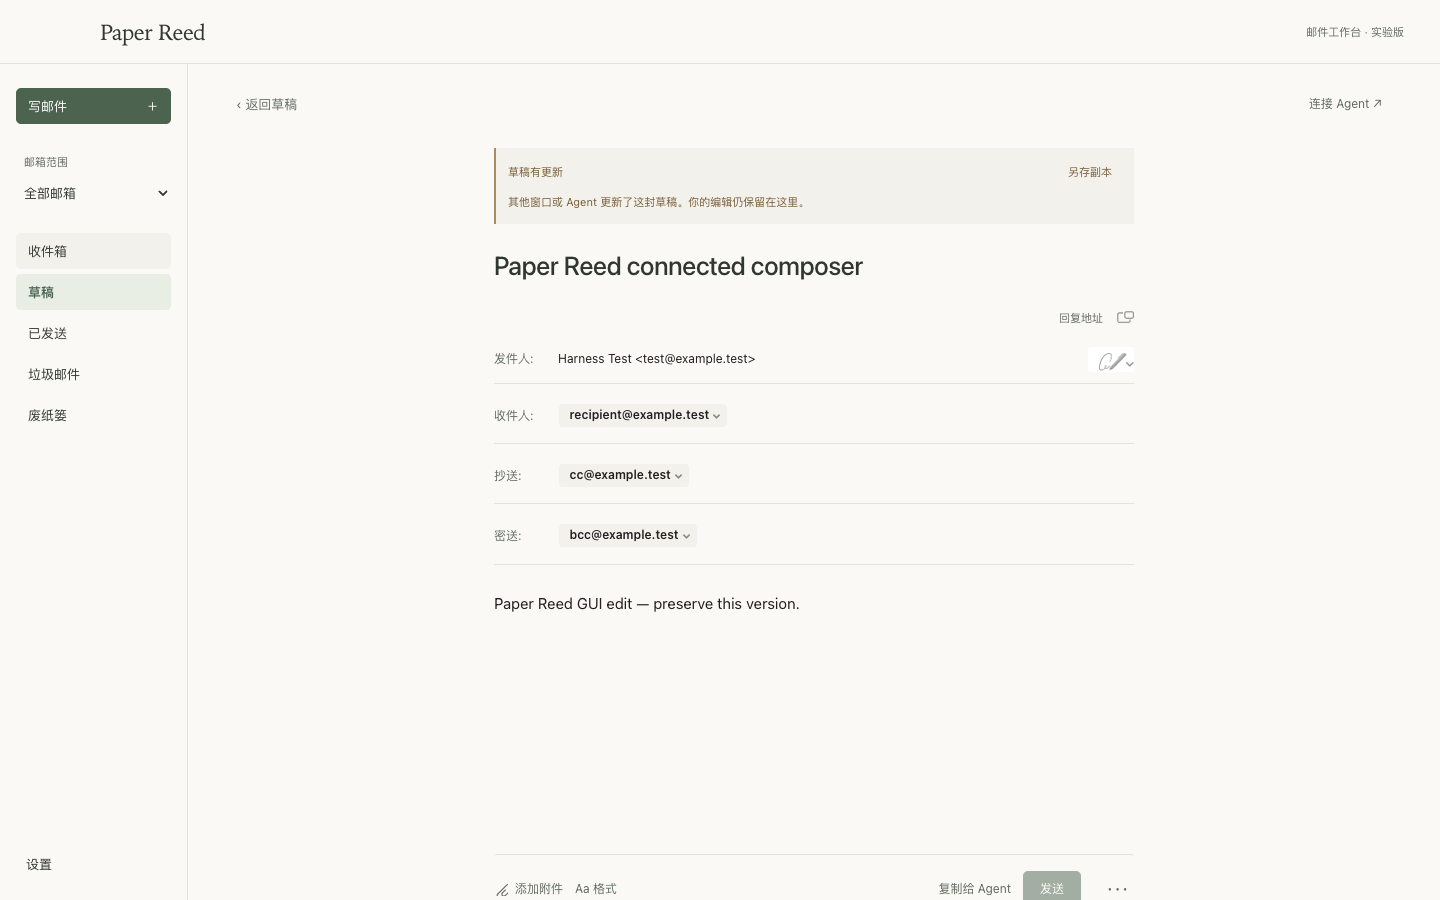 Paper Reed
邮件工作台 · 实验版
写邮件 +
邮箱范围
全部邮箱
收件箱
草稿
已发送
垃圾邮件
废纸篓
设置
‹ 返回草稿
连接 Agent ↗
草稿有更新
另存副本
其他窗口或 Agent 更新了这封草稿。你的编辑仍保留在这里。
Paper Reed connected composer
回复地址
发件人: Harness Test <test@example.test>
收件人: recipient@example.test
抄送: cc@example.test
密送: bcc@example.test
Paper Reed GUI edit — preserve this version.
添加附件 Aa 格式
复制给 Agent 发送 ···